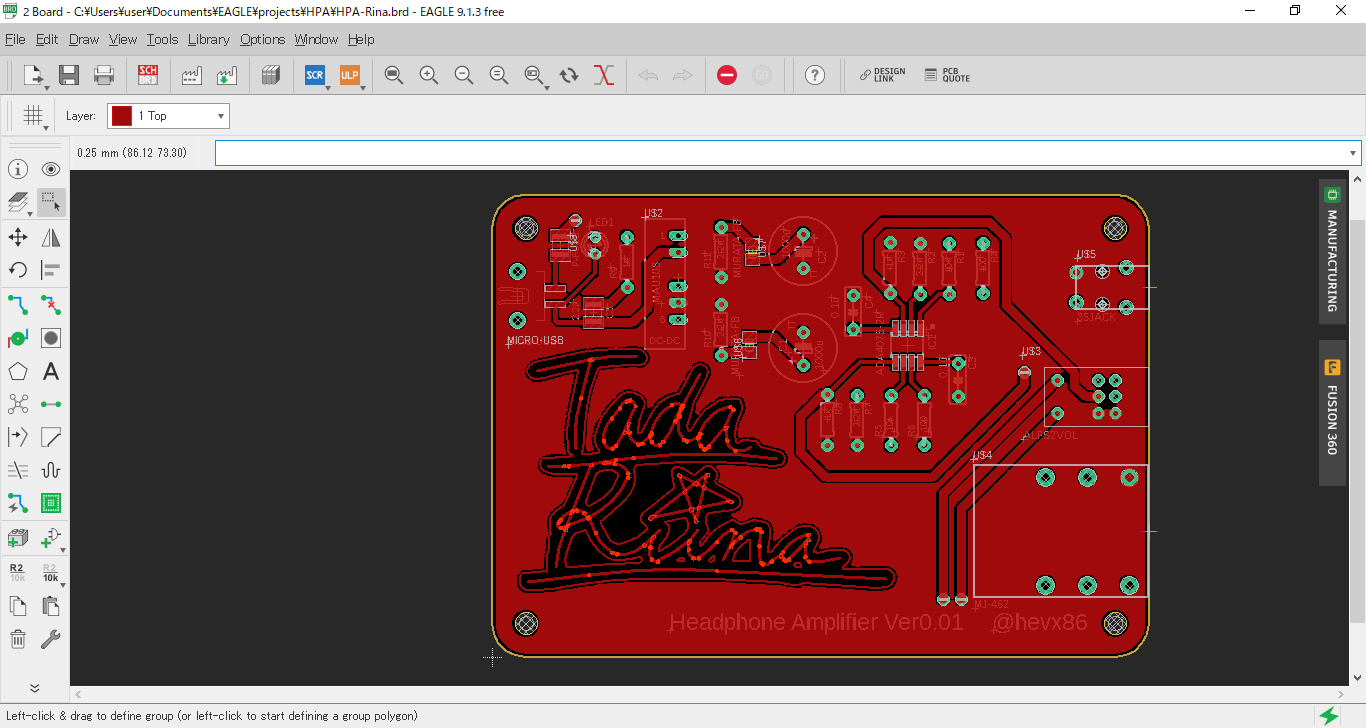 2 Board - C:¥Users¥user¥Documents¥EAGLE¥projects¥HPA¥HPA-Rina.brd - EAGLE 9.1.3 free
File Edit Draw View Tools Library Options Window Help
SCH BRD
SCR
ULP
GO
DESIGN LINK
PCB QUOTE
Layer:
1 Top
0.25 mm (86.12 73.30)
MANUFACTURING
FUSION 360
R2 10k
R2 10k
LED1
U$2
U$5
35JACK
MICRO-USB
DC-DC
U$3
ALPS2VOL
U$4
MJ-462
Tada
Rina
Headphone Amplifier Ver0.01 @hevx86
Left-click & drag to define group (or left-click to start defining a group polygon)